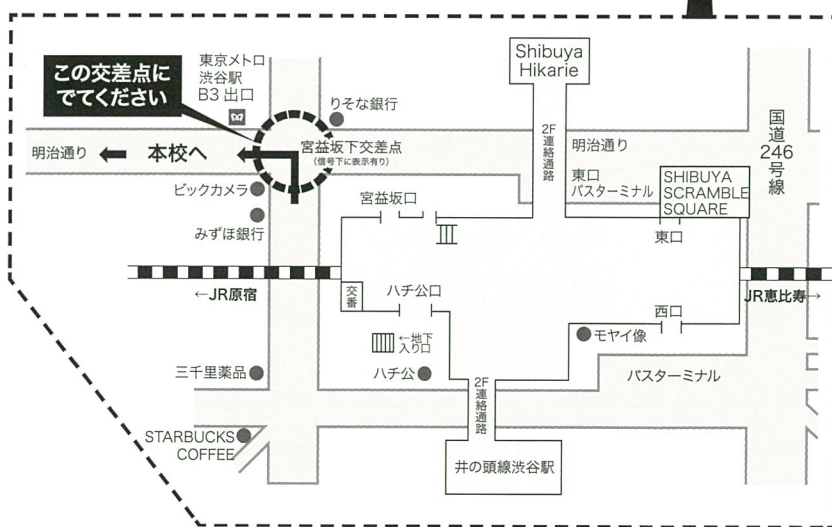 この交差点に
でてください
東京メトロ
渋谷駅
B3 出口
りそな銀行
Shibuya
Hikarie
明治通り
本校へ
宮益坂下交差点
(信号下に表示有り)
2F連絡通路
明治通り
東口
バスターミナル
SHIBUYA
SCRAMBLE
SQUARE
国道246号線
ビックカメラ
みずほ銀行
宮益坂口
東口
←JR原宿
交番
ハチ公口
西口
JR恵比寿→
←地下
入り口
モヤイ像
三千里薬品
ハチ公
2F連絡通路
バスターミナル
STARBUCKS
COFFEE
井の頭線渋谷駅